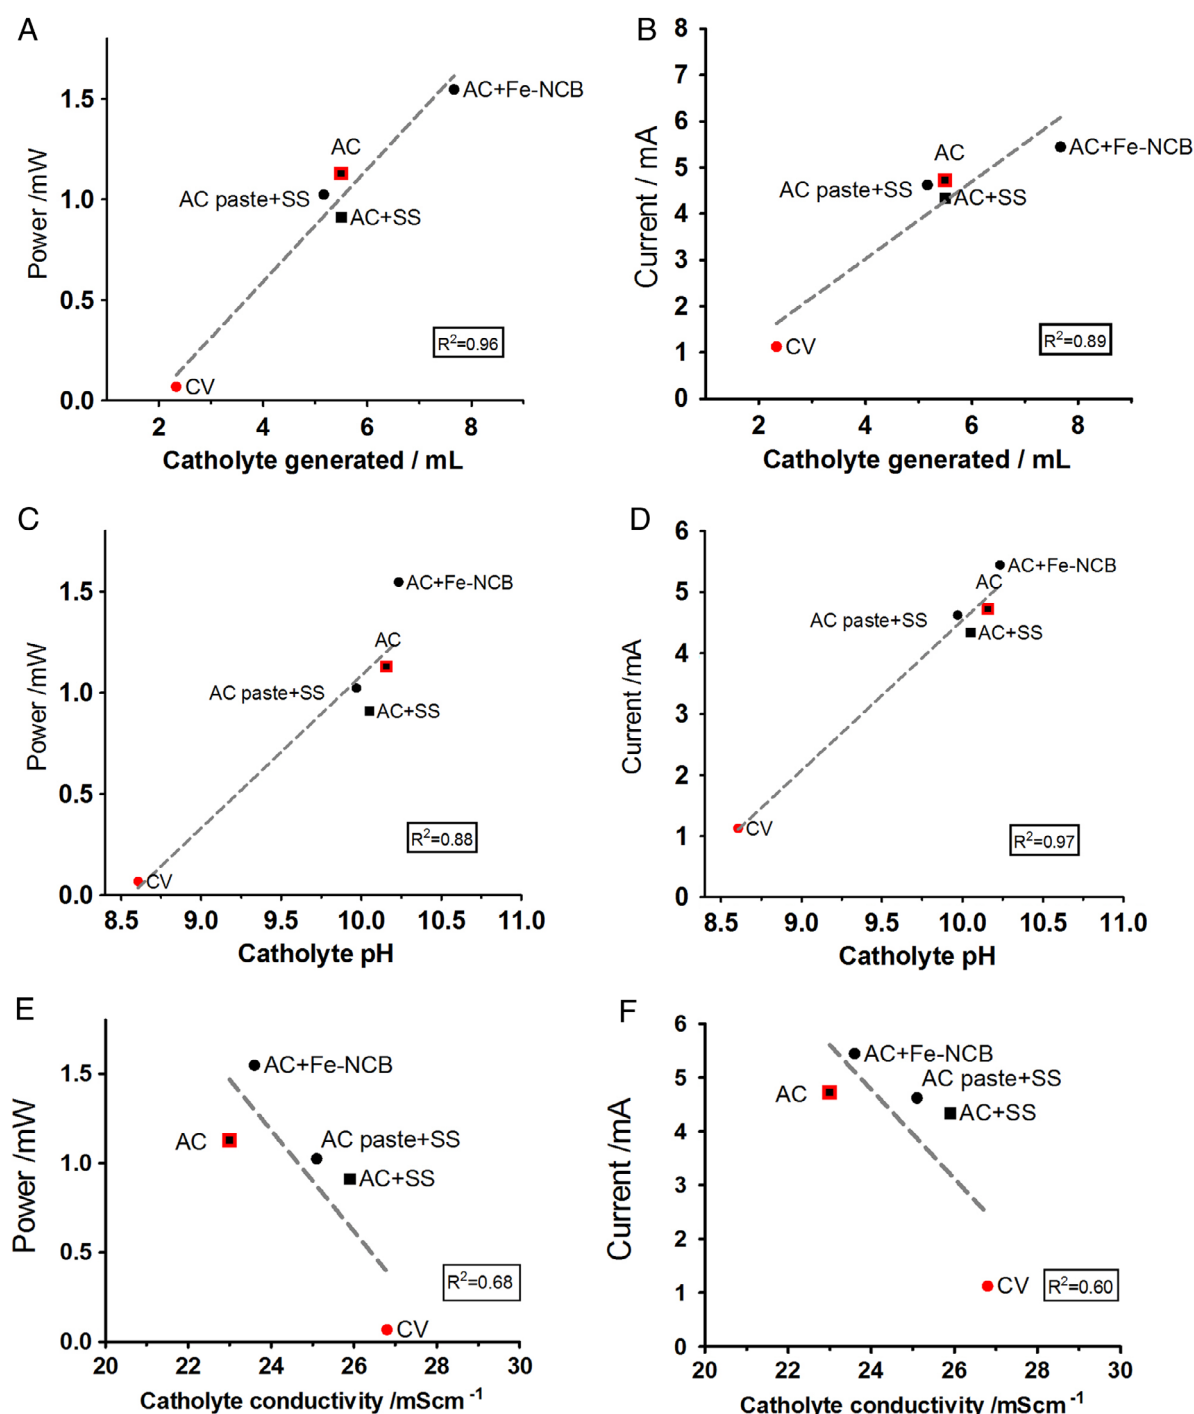 A
Power /mW
1.5
1.0
0.5
0.0
AC+Fe-NCB
AC
AC paste+SS
AC+SS
CV
R²=0.96
2 4 6 8
Catholyte generated / mL
B
Current / mA
8
7
6
5
4
3
2
1
0
AC
AC+Fe-NCB
AC paste+SS
AC+SS
CV
R²=0.89
2 4 6 8
Catholyte generated / mL
C
Power /mW
1.5
1.0
0.5
0.0
AC+Fe-NCB
AC
AC paste+SS
AC+SS
CV
R²=0.88
8.5 9.0 9.5 10.0 10.5 11.0
Catholyte pH
D
Current /mA
6
5
4
3
2
1
0
AC+Fe-NCB
AC
AC paste+SS
AC+SS
CV
R²=0.97
8.5 9.0 9.5 10.0 10.5 11.0
Catholyte pH
E
Power /mW
1.5
1.0
0.5
0.0
AC+Fe-NCB
AC
AC paste+SS
AC+SS
CV
R²=0.68
20 22 24 26 28 30
Catholyte conductivity /mScm⁻¹
F
Current /mA
6
5
4
3
2
1
0
AC+Fe-NCB
AC paste+SS
AC
AC+SS
CV
R²=0.60
20 22 24 26 28 30
Catholyte conductivity /mScm⁻¹